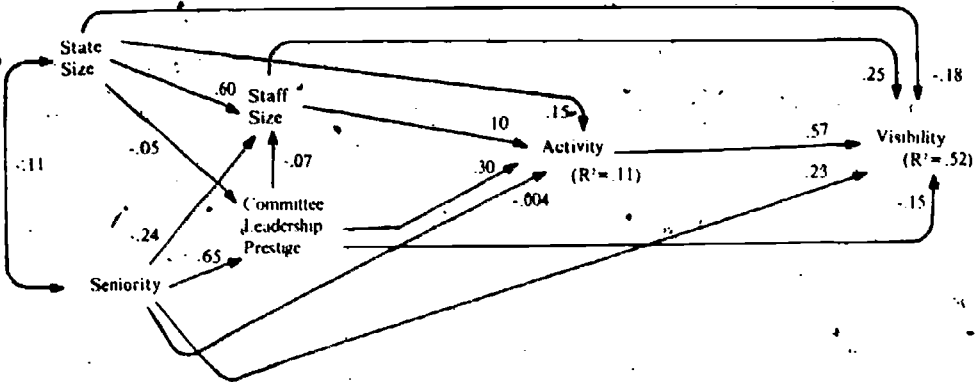 State
Size
.25
-.18
.60
Staff
Size
.15
10
.57
Visibility
(R² = .52)
Activity
(R² = .11)
-.05
-.07
-.11
.30
.23
-.004
Committee
Leadership
Prestige
-.15
-.24
.65
Seniority